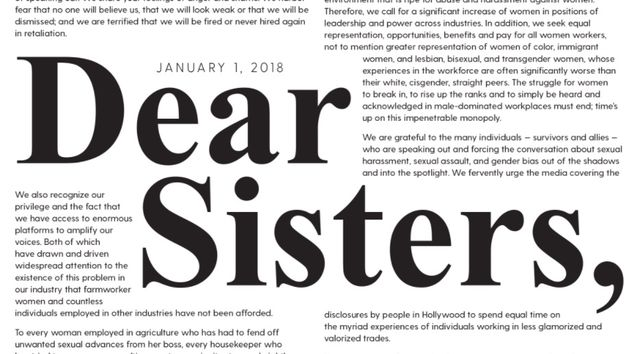 fear that no one will believe us, that we will look weak or that we will be
dismissed; and we are terrified that we will be fired or never hired again
in retaliation.
JANUARY 1, 2018
Dear
Sisters,
We also recognize our
privilege and the fact that
we have access to enormous
platforms to amplify our
voices. Both of which
have drawn and driven
widespread attention to the
existence of this problem in
our industry that farmworker
women and countless
individuals employed in other industries have not been afforded.
To every woman employed in agriculture who has had to fend off
unwanted sexual advances from her boss, every housekeeper who
environment that is ripe for abuse and harassment against women.
Therefore, we call for a significant increase of women in positions of
leadership and power across industries. In addition, we seek equal
representation, opportunities, benefits and pay for all women workers,
not to mention greater representation of women of color, immigrant
women, and lesbian, bisexual, and transgender women, whose
experiences in the workforce are often significantly worse than
their white, cisgender, straight peers. The struggle for women
to break in, to rise up the ranks and to simply be heard and
acknowledged in male-dominated workplaces must end; time's
up on this impenetrable monopoly.
We are grateful to the many individuals – survivors and allies –
who are speaking out and forcing the conversation about sexual
harassment, sexual assault, and gender bias out of the shadows
and into the spotlight. We fervently urge the media covering the
disclosures by people in Hollywood to spend equal time on
the myriad experiences of individuals working in less glamorized and
valorized trades.